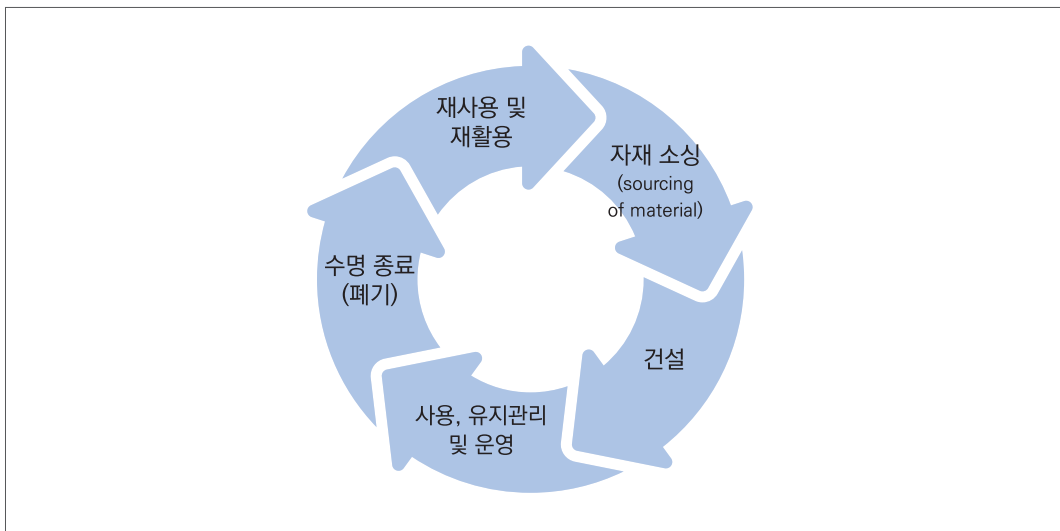 재사용 및
재활용
자재 소싱
(sourcing
of material)
건설
사용, 유지관리
및 운영
수명 종료
(폐기)